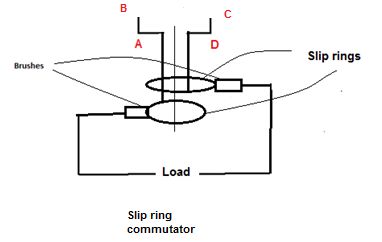 B
C
A
D
Slip rings
Brushes
Load
Slip ring
commutator